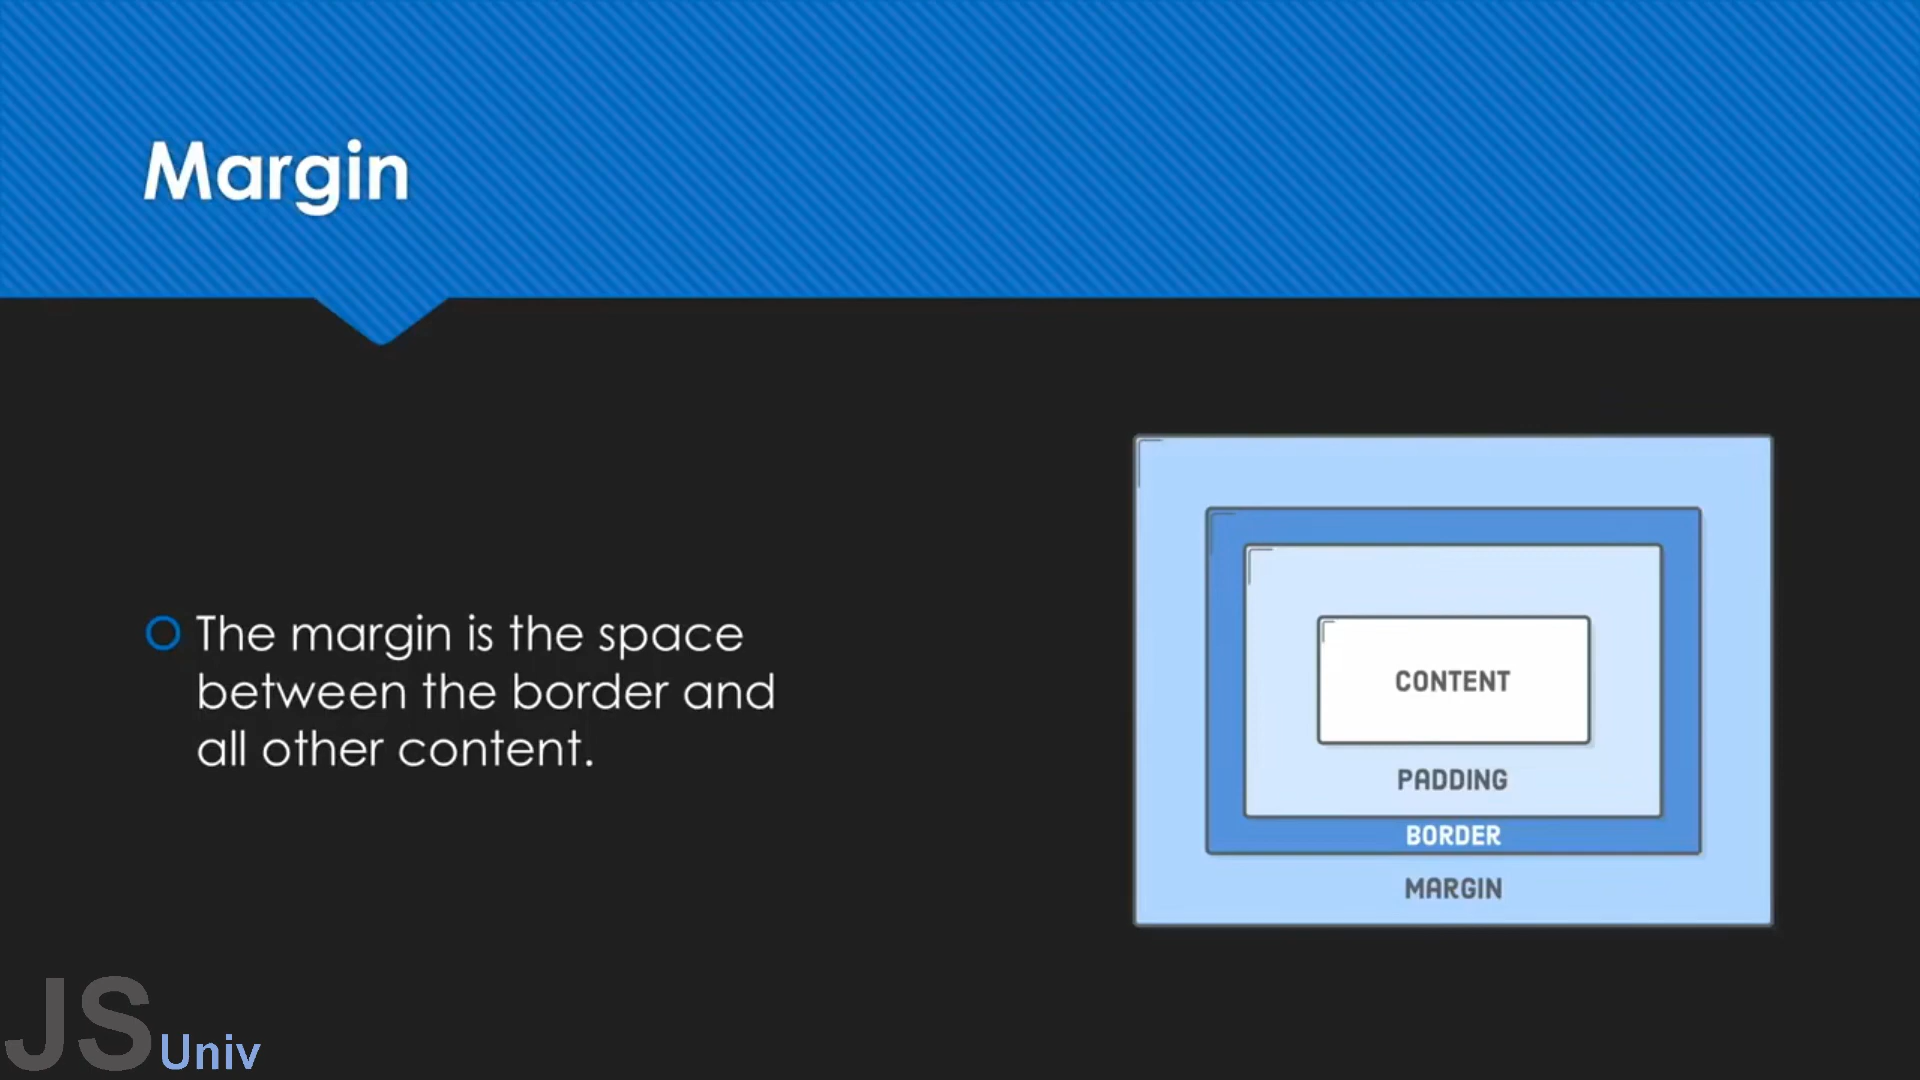 Margin
The margin is the space
between the border and
all other content.
CONTENT
PADDING
BORDER
MARGIN
JS Univ